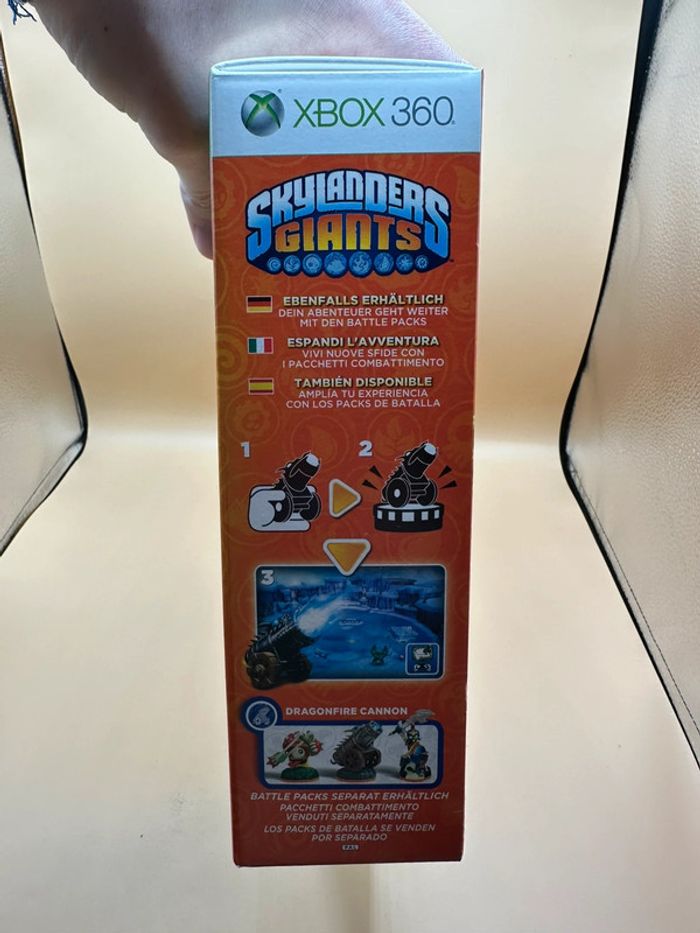 XBOX 360
SKYLANDERS
GIANTS
EBENFALLS ERHÄLTLICH
DEIN ABENTEUER GEHT WEITER
MIT DEN BATTLE PACKS
ESPANDI L'AVVENTURA
VIVI NUOVE SFIDE CON
I PACCHETTI COMBATTIMENTO
TAMBIÉN DISPONIBLE
AMPLÍA TU EXPERIENCIA
CON LOS PACKS DE BATALLA
1 2
3
DRAGONFIRE CANNON
BATTLE PACKS SEPARAT ERHÄLTLICH
PACCHETTI COMBATTIMENTO
VENDUTI SEPARATAMENTE
LOS PACKS DE BATALLA SE VENDEN
POR SEPARADO
PAL